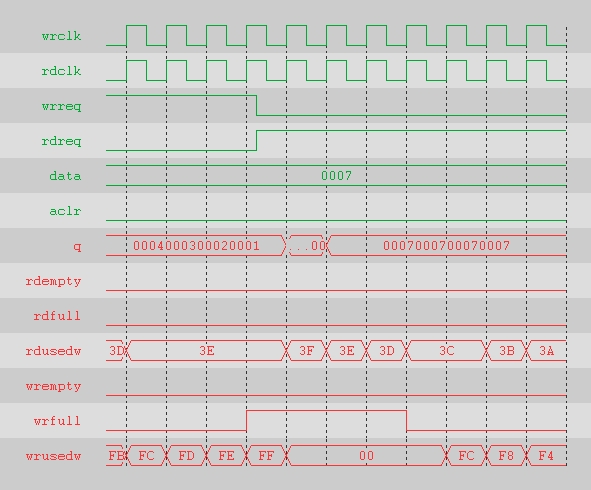 wrclk
rdclk
wrreq
rdreq
data 0007
aclr
q 0004000300020001 ...00 0007000700070007
rdempty
rdfull
rdusedw 3D 3E 3F 3E 3D 3C 3B 3A
wrempty
wrfull
wrusedw FB FC FD FE FF 00 FC F8 F4